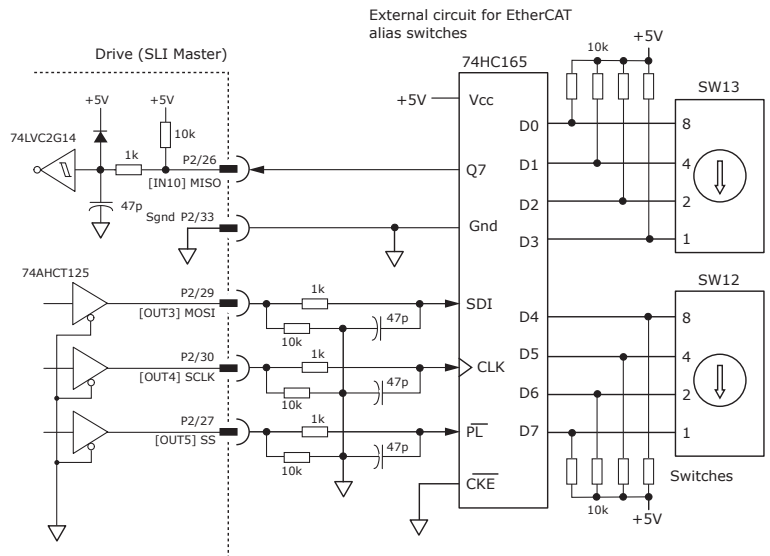 External circuit for EtherCAT
alias switches
Drive (SLI Master)
74HC165
10k
+5V
SW13
+5V
+5V
+5V
Vcc
74LVC2G14
10k
D0
8
1k
P2/26
Q7
D1
4
[IN10] MISO
47p
D2
2
Sgnd P2/33
Gnd
D3
1
74AHCT125
SW12
P2/29
1k
SDI
D4
8
[OUT3] MOSI
47p
10k
D5
4
P2/30
1k
CLK
[OUT4] SCLK
47p
D6
2
10k
P2/27
1k
PL
D7
1
[OUT5] SS
47p
10k
Switches
CKE
10k
+5V